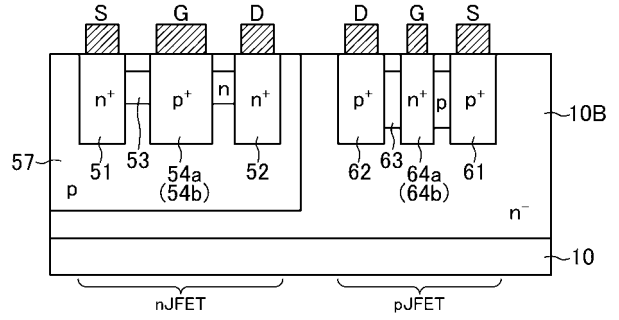 S G D D G S
n+ p+ n n+ p+ n+ p p+
10B
57 51 53 54a 52 62 63 64a 61
(54b) (64b)
p
n−
10
nJFET pJFET